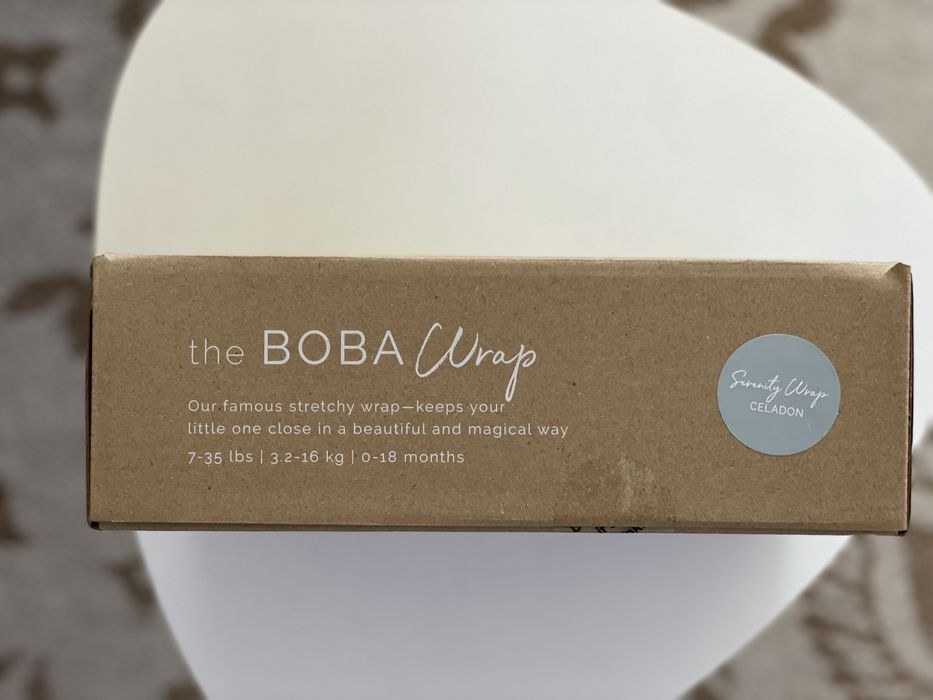 the BOBA Wrap
Our famous stretchy wrap—keeps your
little one close in a beautiful and magical way
7-35 lbs | 3.2-16 kg | 0-18 months
Serenity Wrap
CELADON